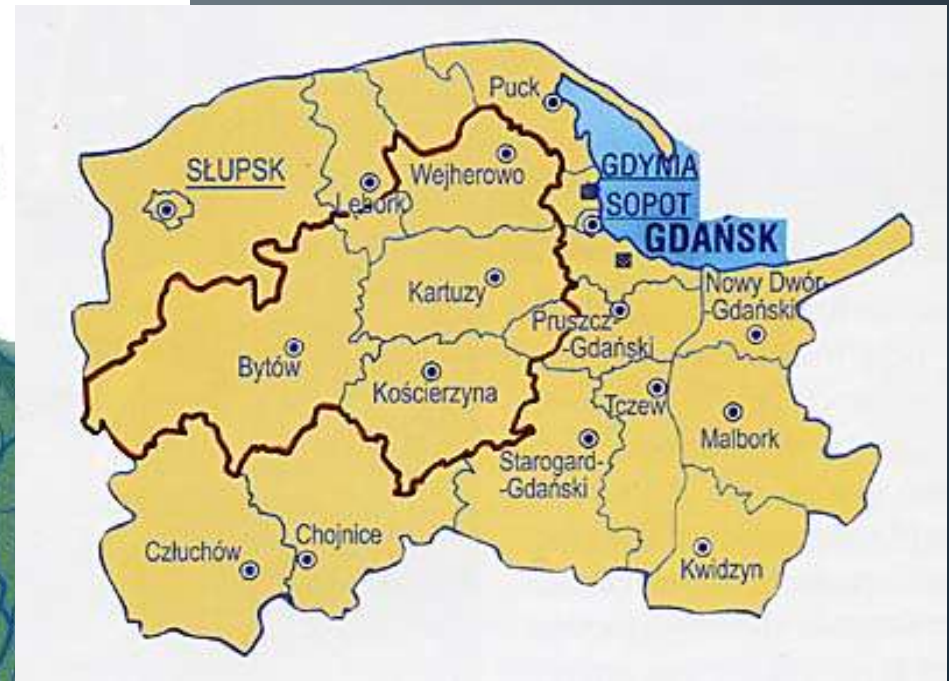 Puck
SŁUPSK
Wejherowo
GDYNIA
Lębork
SOPOT
GDAŃSK
Kartuzy
Nowy Dwór-
-Gdański
Pruszcz-
-Gdański
Bytów
Kościerzyna
Tczew
Malbork
Starogard-
-Gdański
Chojnice
Człuchów
Kwidzyn